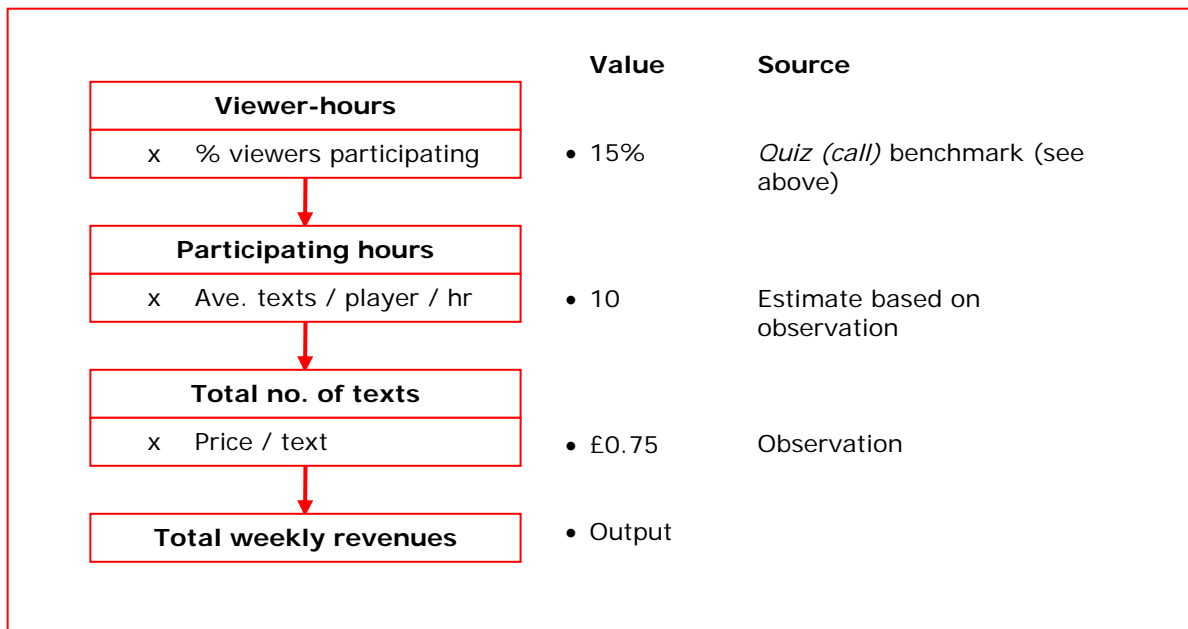 Value Source
Viewer-hours
x % viewers participating • 15% Quiz (call) benchmark (see
above)
Participating hours
x Ave. texts / player / hr • 10 Estimate based on
observation
Total no. of texts
x Price / text • £0.75 Observation
Total weekly revenues • Output